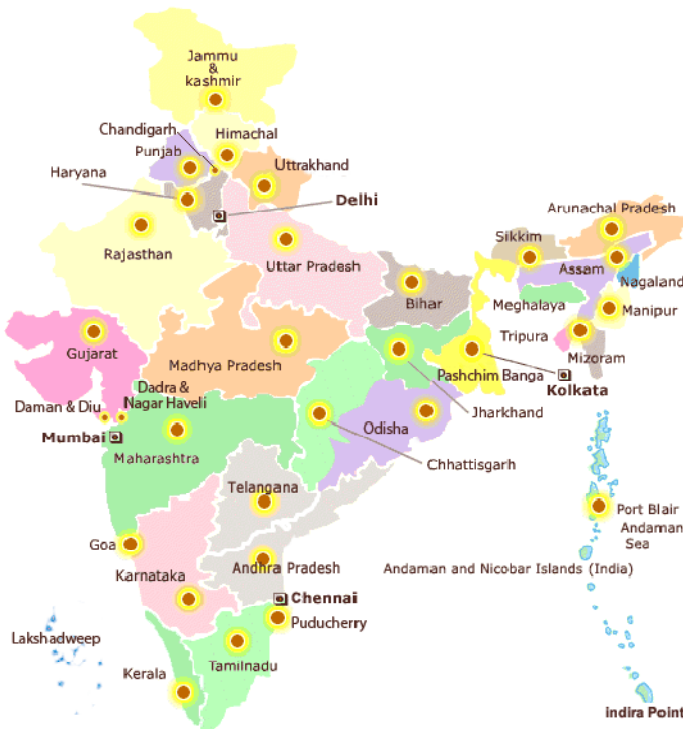 Jammu
&
kashmir
Chandigarh
Himachal
Punjab
Uttrakhand
Haryana
Delhi
Arunachal Pradesh
Sikkim
Rajasthan
Uttar Pradesh
Assam
Nagaland
Bihar
Meghalaya
Manipur
Gujarat
Tripura
Madhya Pradesh
Mizoram
Pashchim Banga
Kolkata
Dadra &
Nagar Haveli
Daman & Diu
Jharkhand
Mumbai
Odisha
Maharashtra
Chhattisgarh
Telangana
Port Blair
Andaman
Sea
Goa
Andhra Pradesh
Andaman and Nicobar Islands (India)
Karnataka
Chennai
Puducherry
Lakshadweep
Tamilnadu
Kerala
indira Point